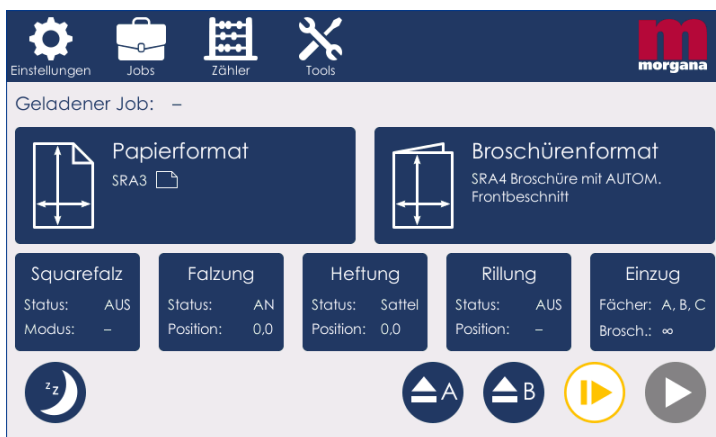 Einstellungen
Jobs
Zähler
Tools
morgana
Geladener Job: –
Papierformat
SRA3
Broschürenformat
SRA4 Broschüre mit AUTOM.
Frontbeschnitt
Squarefalz
Status: AUS
Modus: –
Falzung
Status: AN
Position: 0,0
Heftung
Status: Sattel
Position: 0,0
Rillung
Status: AUS
Position: –
Einzug
Fächer: A, B, C
Brosch.: ∞
zz
A
B